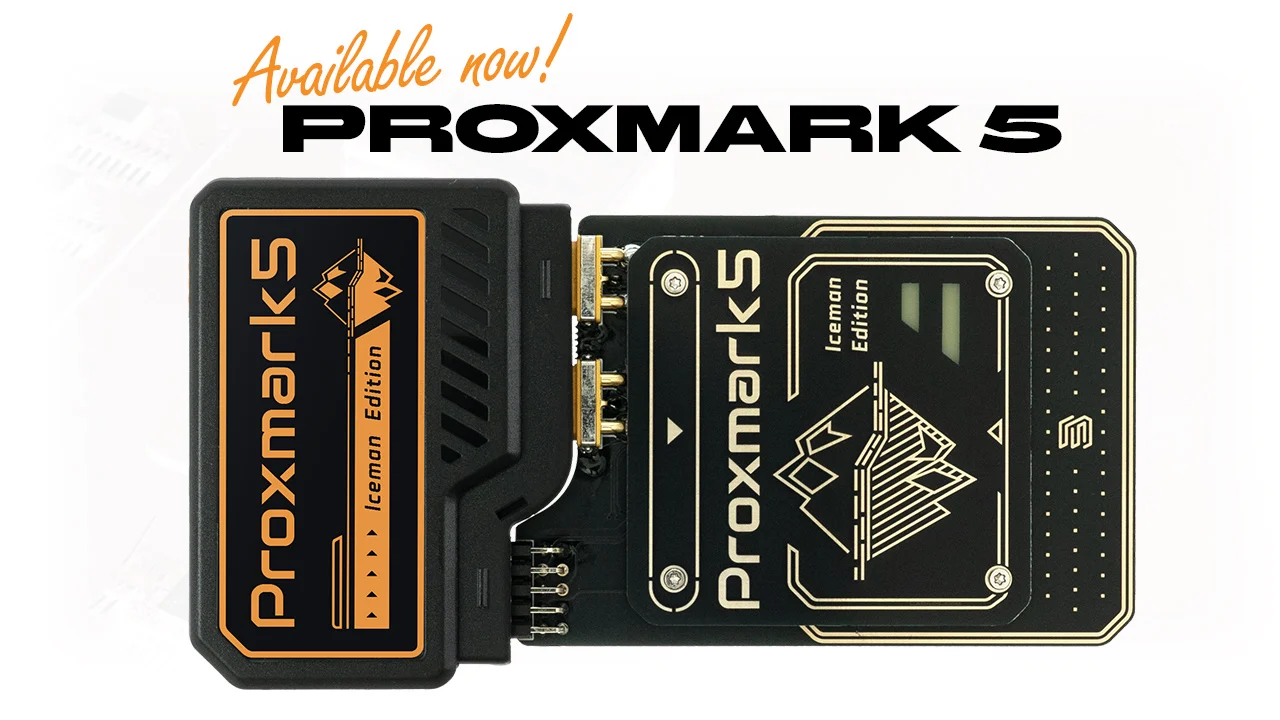 Available now!
PROXMARK 5
Proxmark5
Iceman Edition
Proxmark5
Iceman
Edition